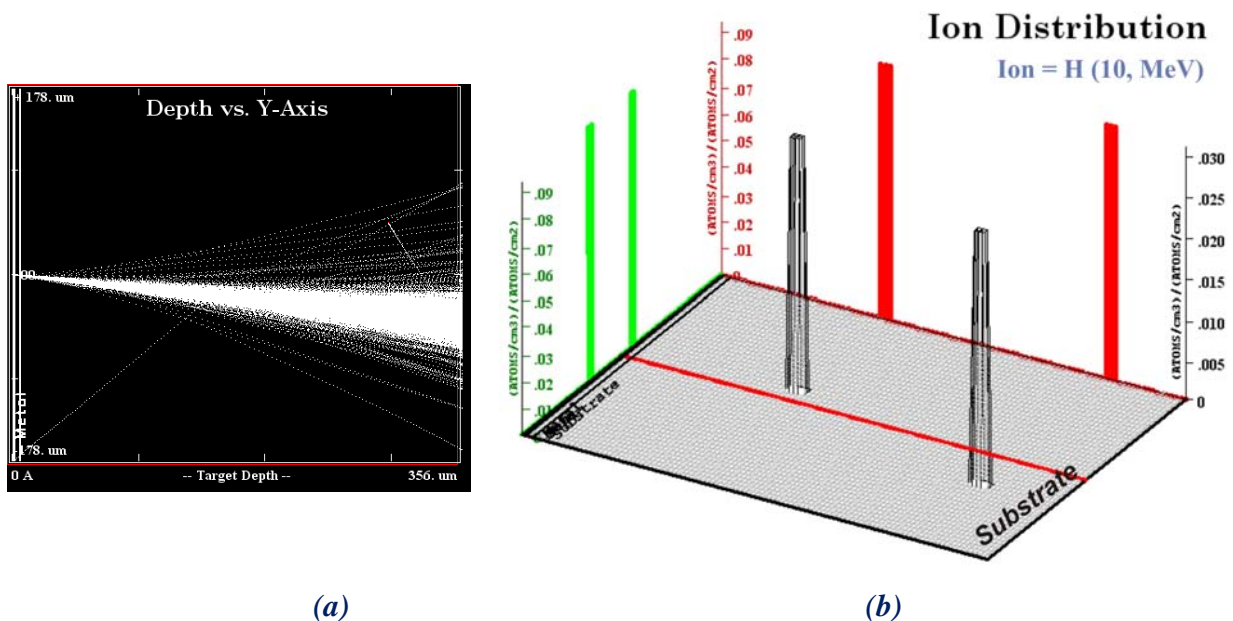 178. um
Depth vs. Y-Axis
Metal
-178. um
0 A
-- Target Depth --
356. um
(a)
Ion Distribution
Ion = H (10, MeV)
.09
.08
.07
.06
.05
.04
.03
.02
.01
0
(ATOMS/cm3)/(ATOMS/cm2)
.09
.08
.07
.06
.05
.04
.03
.02
.01
(ATOMS/cm3)/(ATOMS/cm2)
.030
.025
.020
.015
.010
.005
0
(ATOMS/cm3)/(ATOMS/cm2)
Substrate
Substrate
(b)